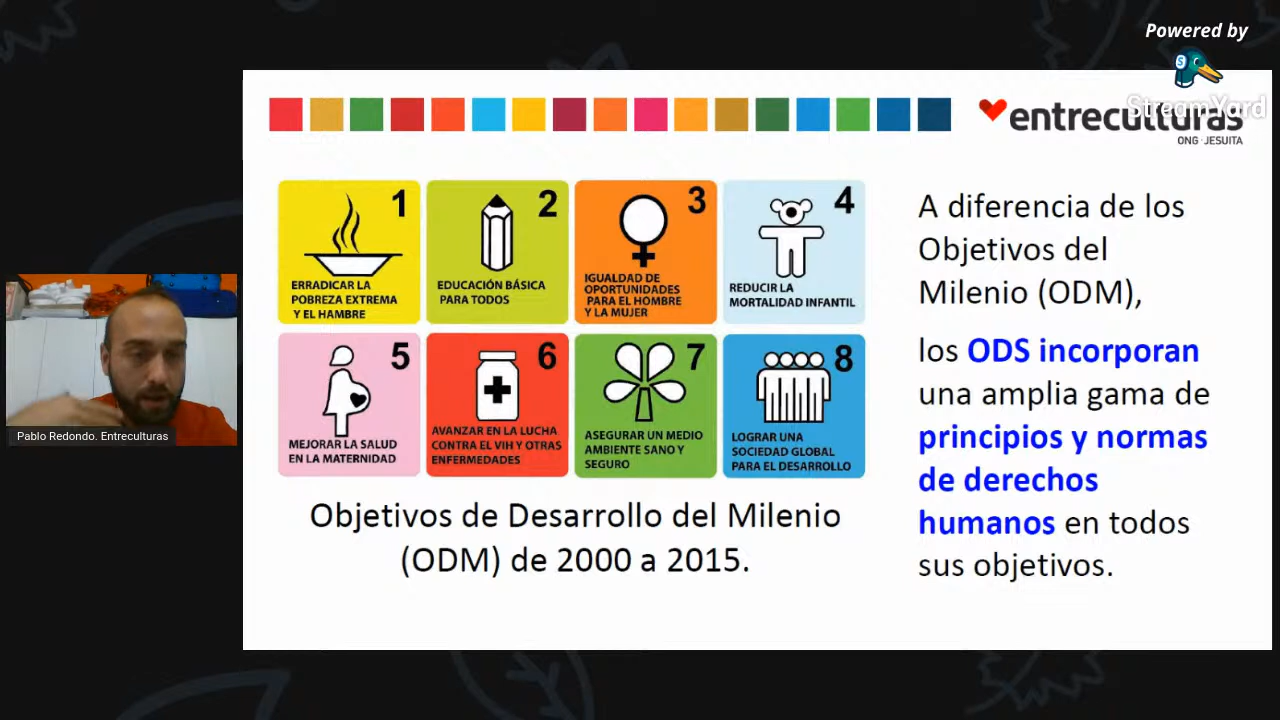 Powered by
StreamYard
entreculturas
ONG · JESUITA
1
ERRADICAR LA
POBREZA EXTREMA
Y EL HAMBRE
2
EDUCACIÓN BÁSICA
PARA TODOS
3
IGUALDAD DE
OPORTUNIDADES
PARA EL HOMBRE
Y LA MUJER
4
REDUCIR LA
MORTALIDAD INFANTIL
5
MEJORAR LA SALUD
EN LA MATERNIDAD
6
AVANZAR EN LA LUCHA
CONTRA EL VIH Y OTRAS
ENFERMEDADES
7
ASEGURAR UN MEDIO
AMBIENTE SANO Y
SEGURO
8
LOGRAR UNA
SOCIEDAD GLOBAL
PARA EL DESARROLLO
Objetivos de Desarrollo del Milenio
(ODM) de 2000 a 2015.
A diferencia de los
Objetivos del
Milenio (ODM),
los ODS incorporan
una amplia gama de
principios y normas
de derechos
humanos en todos
sus objetivos.
Pablo Redondo. Entreculturas